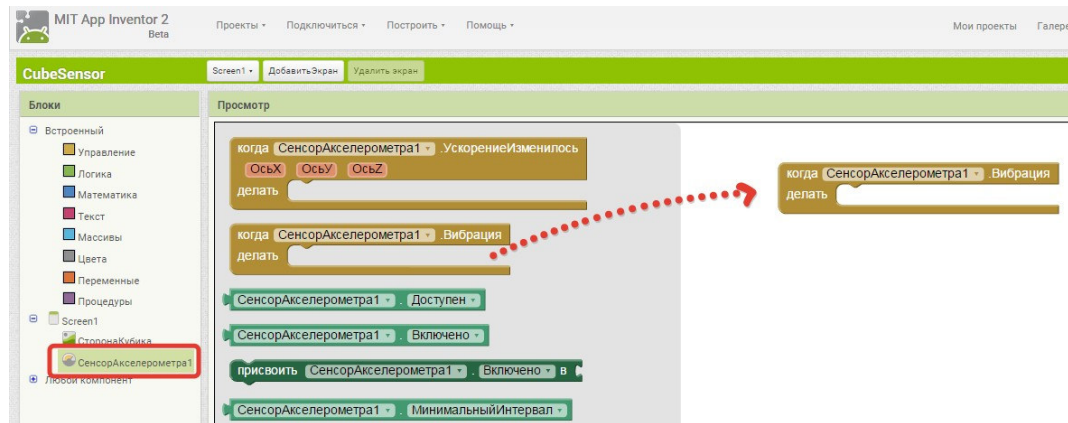 MIT App Inventor 2
Beta
Проекты Подключиться Построить Помощь
Мои проекты Галере
CubeSensor
Screen1 ДобавитьЭкран Удалить экран
Блоки
Встроенный
Управление
Логика
Математика
Текст
Массивы
Цвета
Переменные
Процедуры
Screen1
СторонаКубика
СенсорАкселерометра1
Любой компонент
Просмотр
когда СенсорАкселерометра1 .УскорениеИзменилось
ОсьX ОсьY ОсьZ
делать
когда СенсорАкселерометра1 .Вибрация
делать
СенсорАкселерометра1 . Доступен
СенсорАкселерометра1 . Включено
присвоить СенсорАкселерометра1 . Включено в
СенсорАкселерометра1 . МинимальныйИнтервал
когда СенсорАкселерометра1 .Вибрация
делать